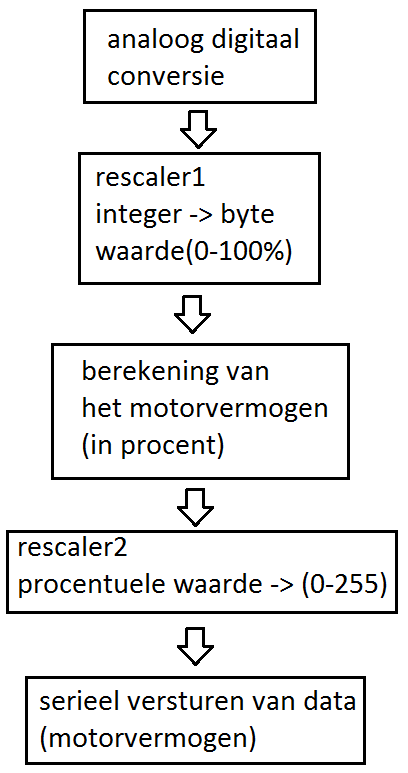 analoog digitaal
conversie
rescaler1
integer -> byte
waarde(0-100%)
berekening van
het motorvermogen
(in procent)
rescaler2
procentuele waarde -> (0-255)
serieel versturen van data
(motorvermogen)